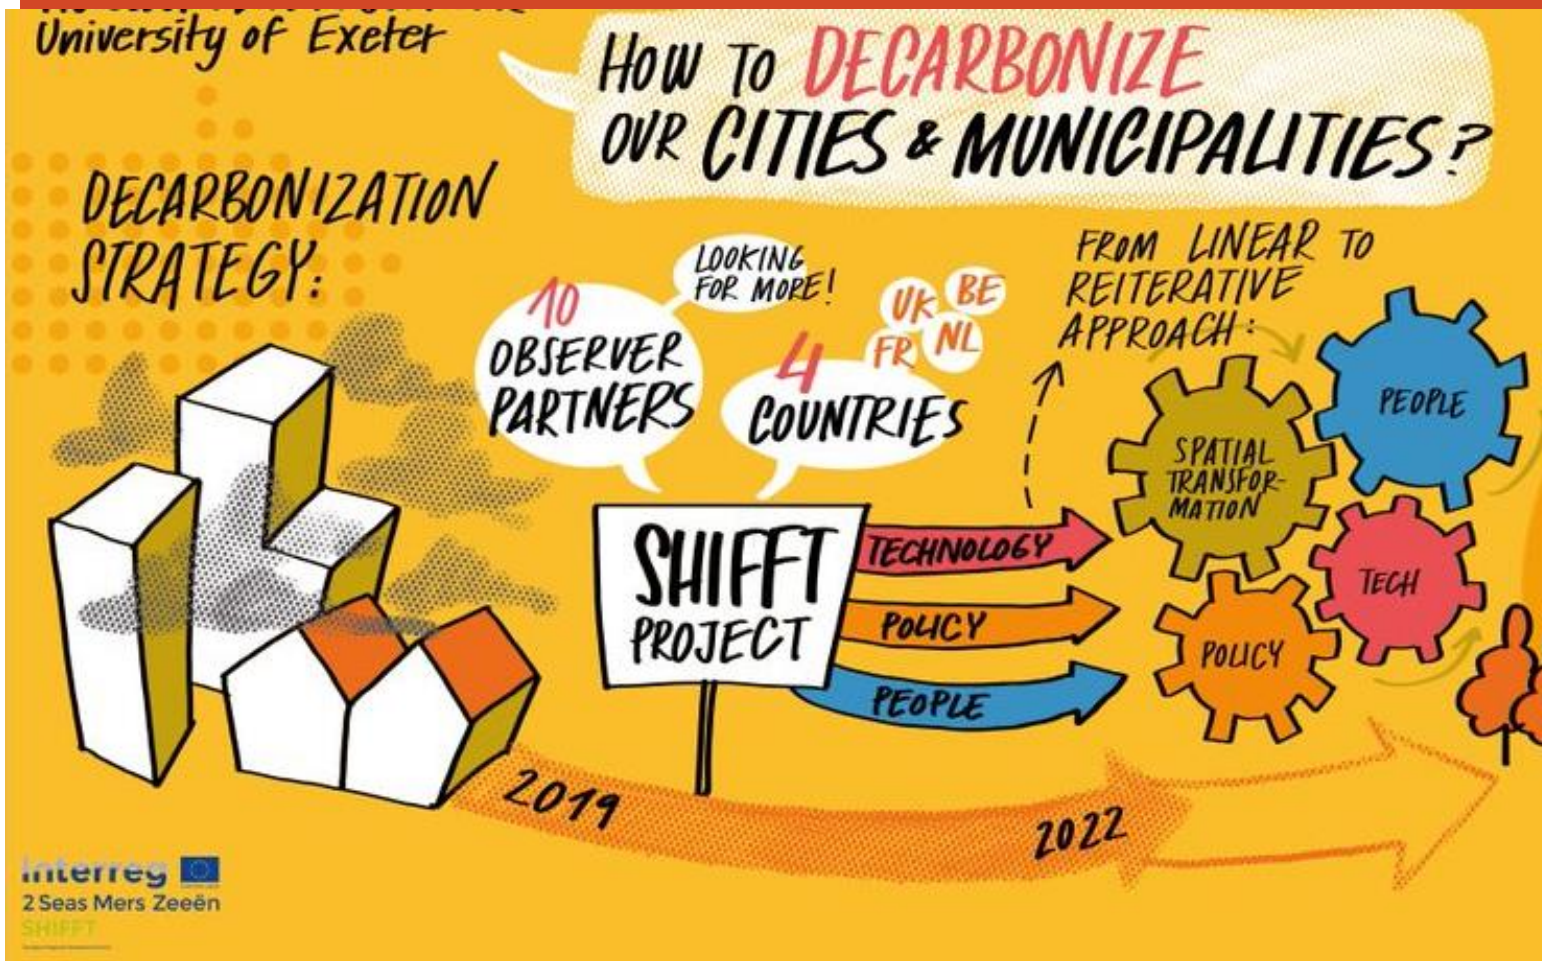 University of Exeter
HOW TO DECARBONIZE
OUR CITIES & MUNICIPALITIES?
DECARBONIZATION
STRATEGY:
10
OBSERVER
PARTNERS
LOOKING
FOR MORE!
4
COUNTRIES
UK
BE
FR
NL
FROM LINEAR TO
REITERATIVE
APPROACH:
SHIFFT
PROJECT
TECHNOLOGY
POLICY
PEOPLE
SPATIAL
TRANSFOR-
MATION
PEOPLE
TECH
POLICY
2019
2022
Interreg
2 Seas Mers Zeeën
SHIFFT